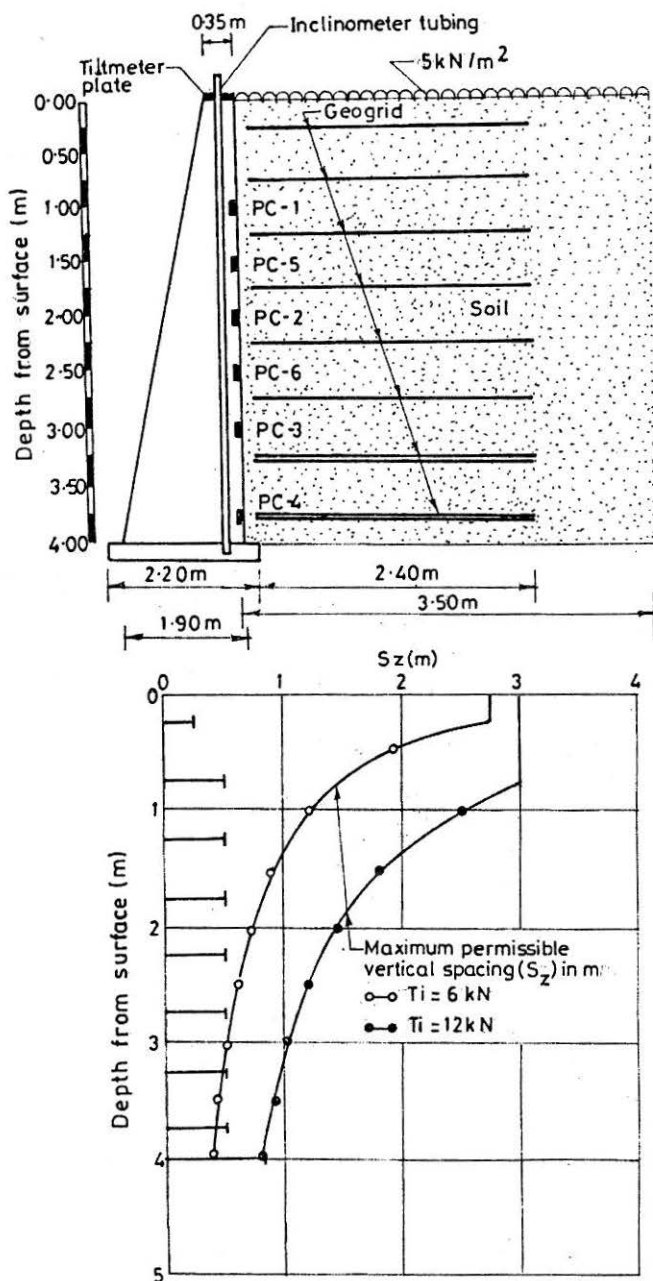 0·35m
Inclinometer tubing
Tiltmeter plate
5kN/m²
0·00
Geogrid
0·50
1·00
PC-1
1·50
PC-5
2·00
PC-2
Soil
2·50
PC-6
3·00
PC-3
3·50
PC-4
4·00
Depth from surface (m)
2·20m
2·40m
3·50m
1·90m
Sz(m)
0
1
2
3
4
0
1
2
3
4
5
Depth from surface (m)
Maximum permissible
vertical spacing(Sz) in m
Ti = 6 kN
Ti = 12kN